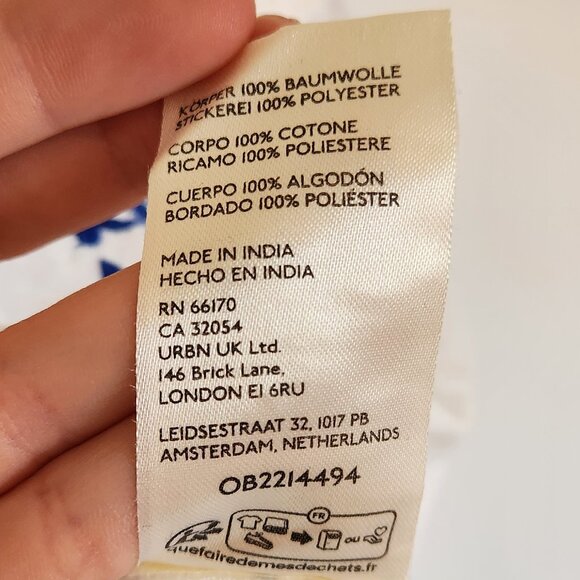 KÖRPER 100% BAUMWOLLE
STICKEREI 100% POLYESTER
CORPO 100% COTONE
RICAMO 100% POLIESTERE
CUERPO 100% ALGODÓN
BORDADO 100% POLIÉSTER
MADE IN INDIA
HECHO EN INDIA
RN 66170
CA 32054
URBN UK Ltd.
146 Brick Lane,
LONDON E1 6RU
LEIDSESTRAAT 32, 1017 PB
AMSTERDAM, NETHERLANDS
OB2214494
FR
OU
quefairedemesdechets.fr